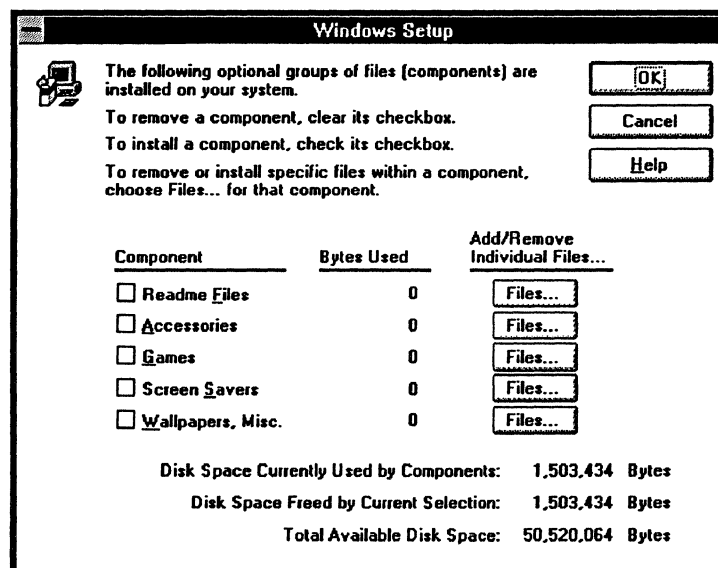 Windows Setup
The following optional groups of files (components) are
installed on your system.
To remove a component, clear its checkbox.
To install a component, check its checkbox.
To remove or install specific files within a component,
choose Files... for that component.
OK
Cancel
Help
Component Bytes Used Add/Remove
Individual Files...
Readme Files 0 Files...
Accessories 0 Files...
Games 0 Files...
Screen Savers 0 Files...
Wallpapers, Misc. 0 Files...
Disk Space Currently Used by Components: 1,503,434 Bytes
Disk Space Freed by Current Selection: 1,503,434 Bytes
Total Available Disk Space: 50,520,064 Bytes